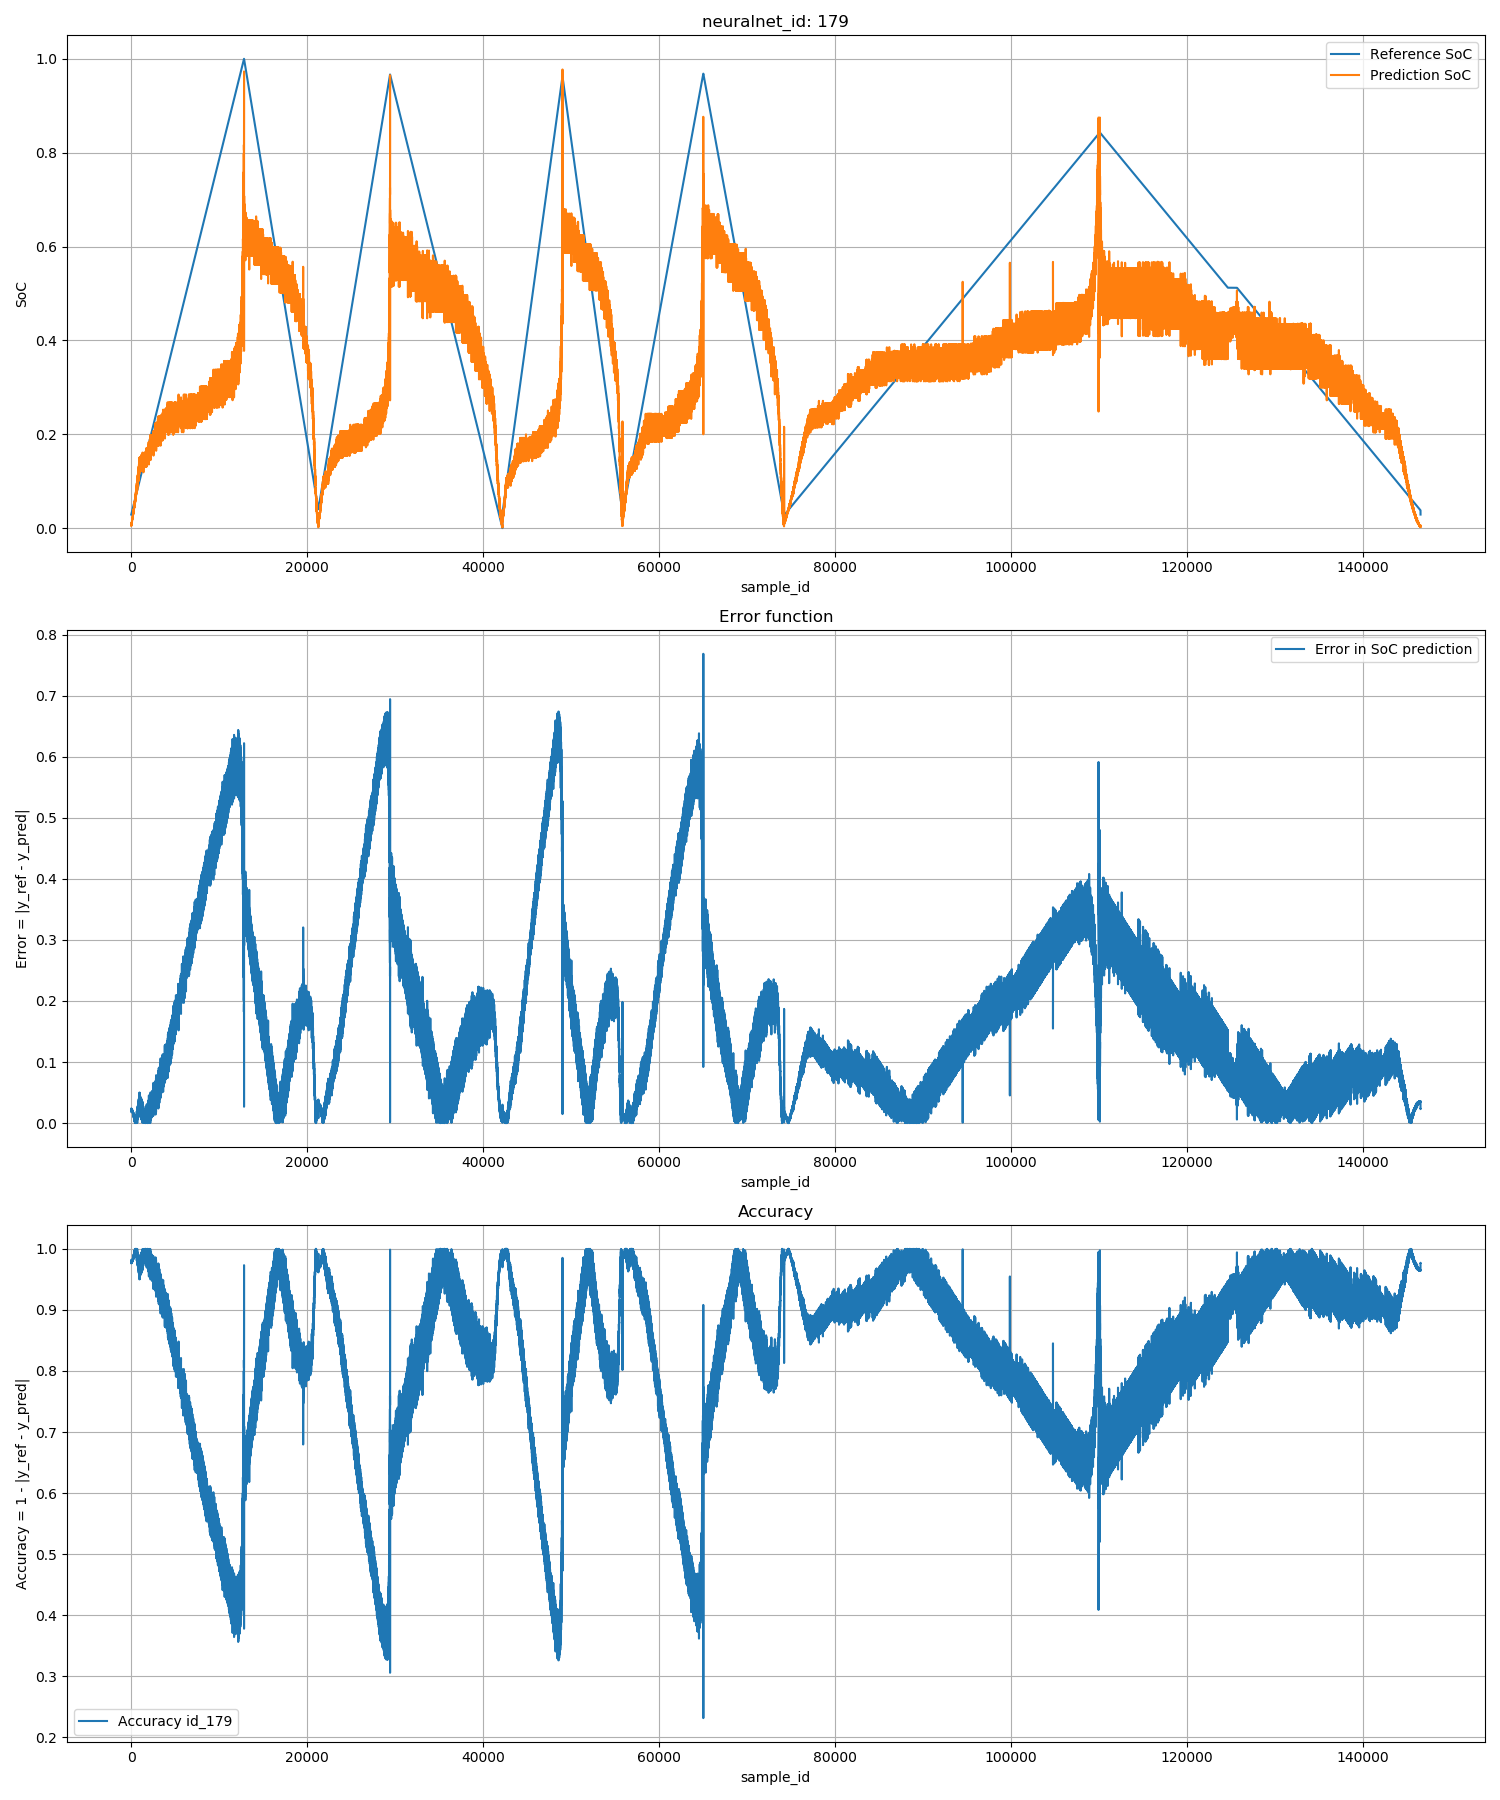 neuralnet_id: 179
Reference SoC
Prediction SoC
1.0
0.8
0.6
0.4
0.2
0.0
SoC
0 20000 40000 60000 80000 100000 120000 140000
sample_id
Error function
Error in SoC prediction
0.8
0.7
0.6
0.5
0.4
0.3
0.2
0.1
0.0
Error = |y_ref - y_pred|
0 20000 40000 60000 80000 100000 120000 140000
sample_id
Accuracy
1.0
0.9
0.8
0.7
0.6
0.5
0.4
0.3
0.2
Accuracy = 1 - |y_ref - y_pred|
Accuracy id_179
0 20000 40000 60000 80000 100000 120000 140000
sample_id